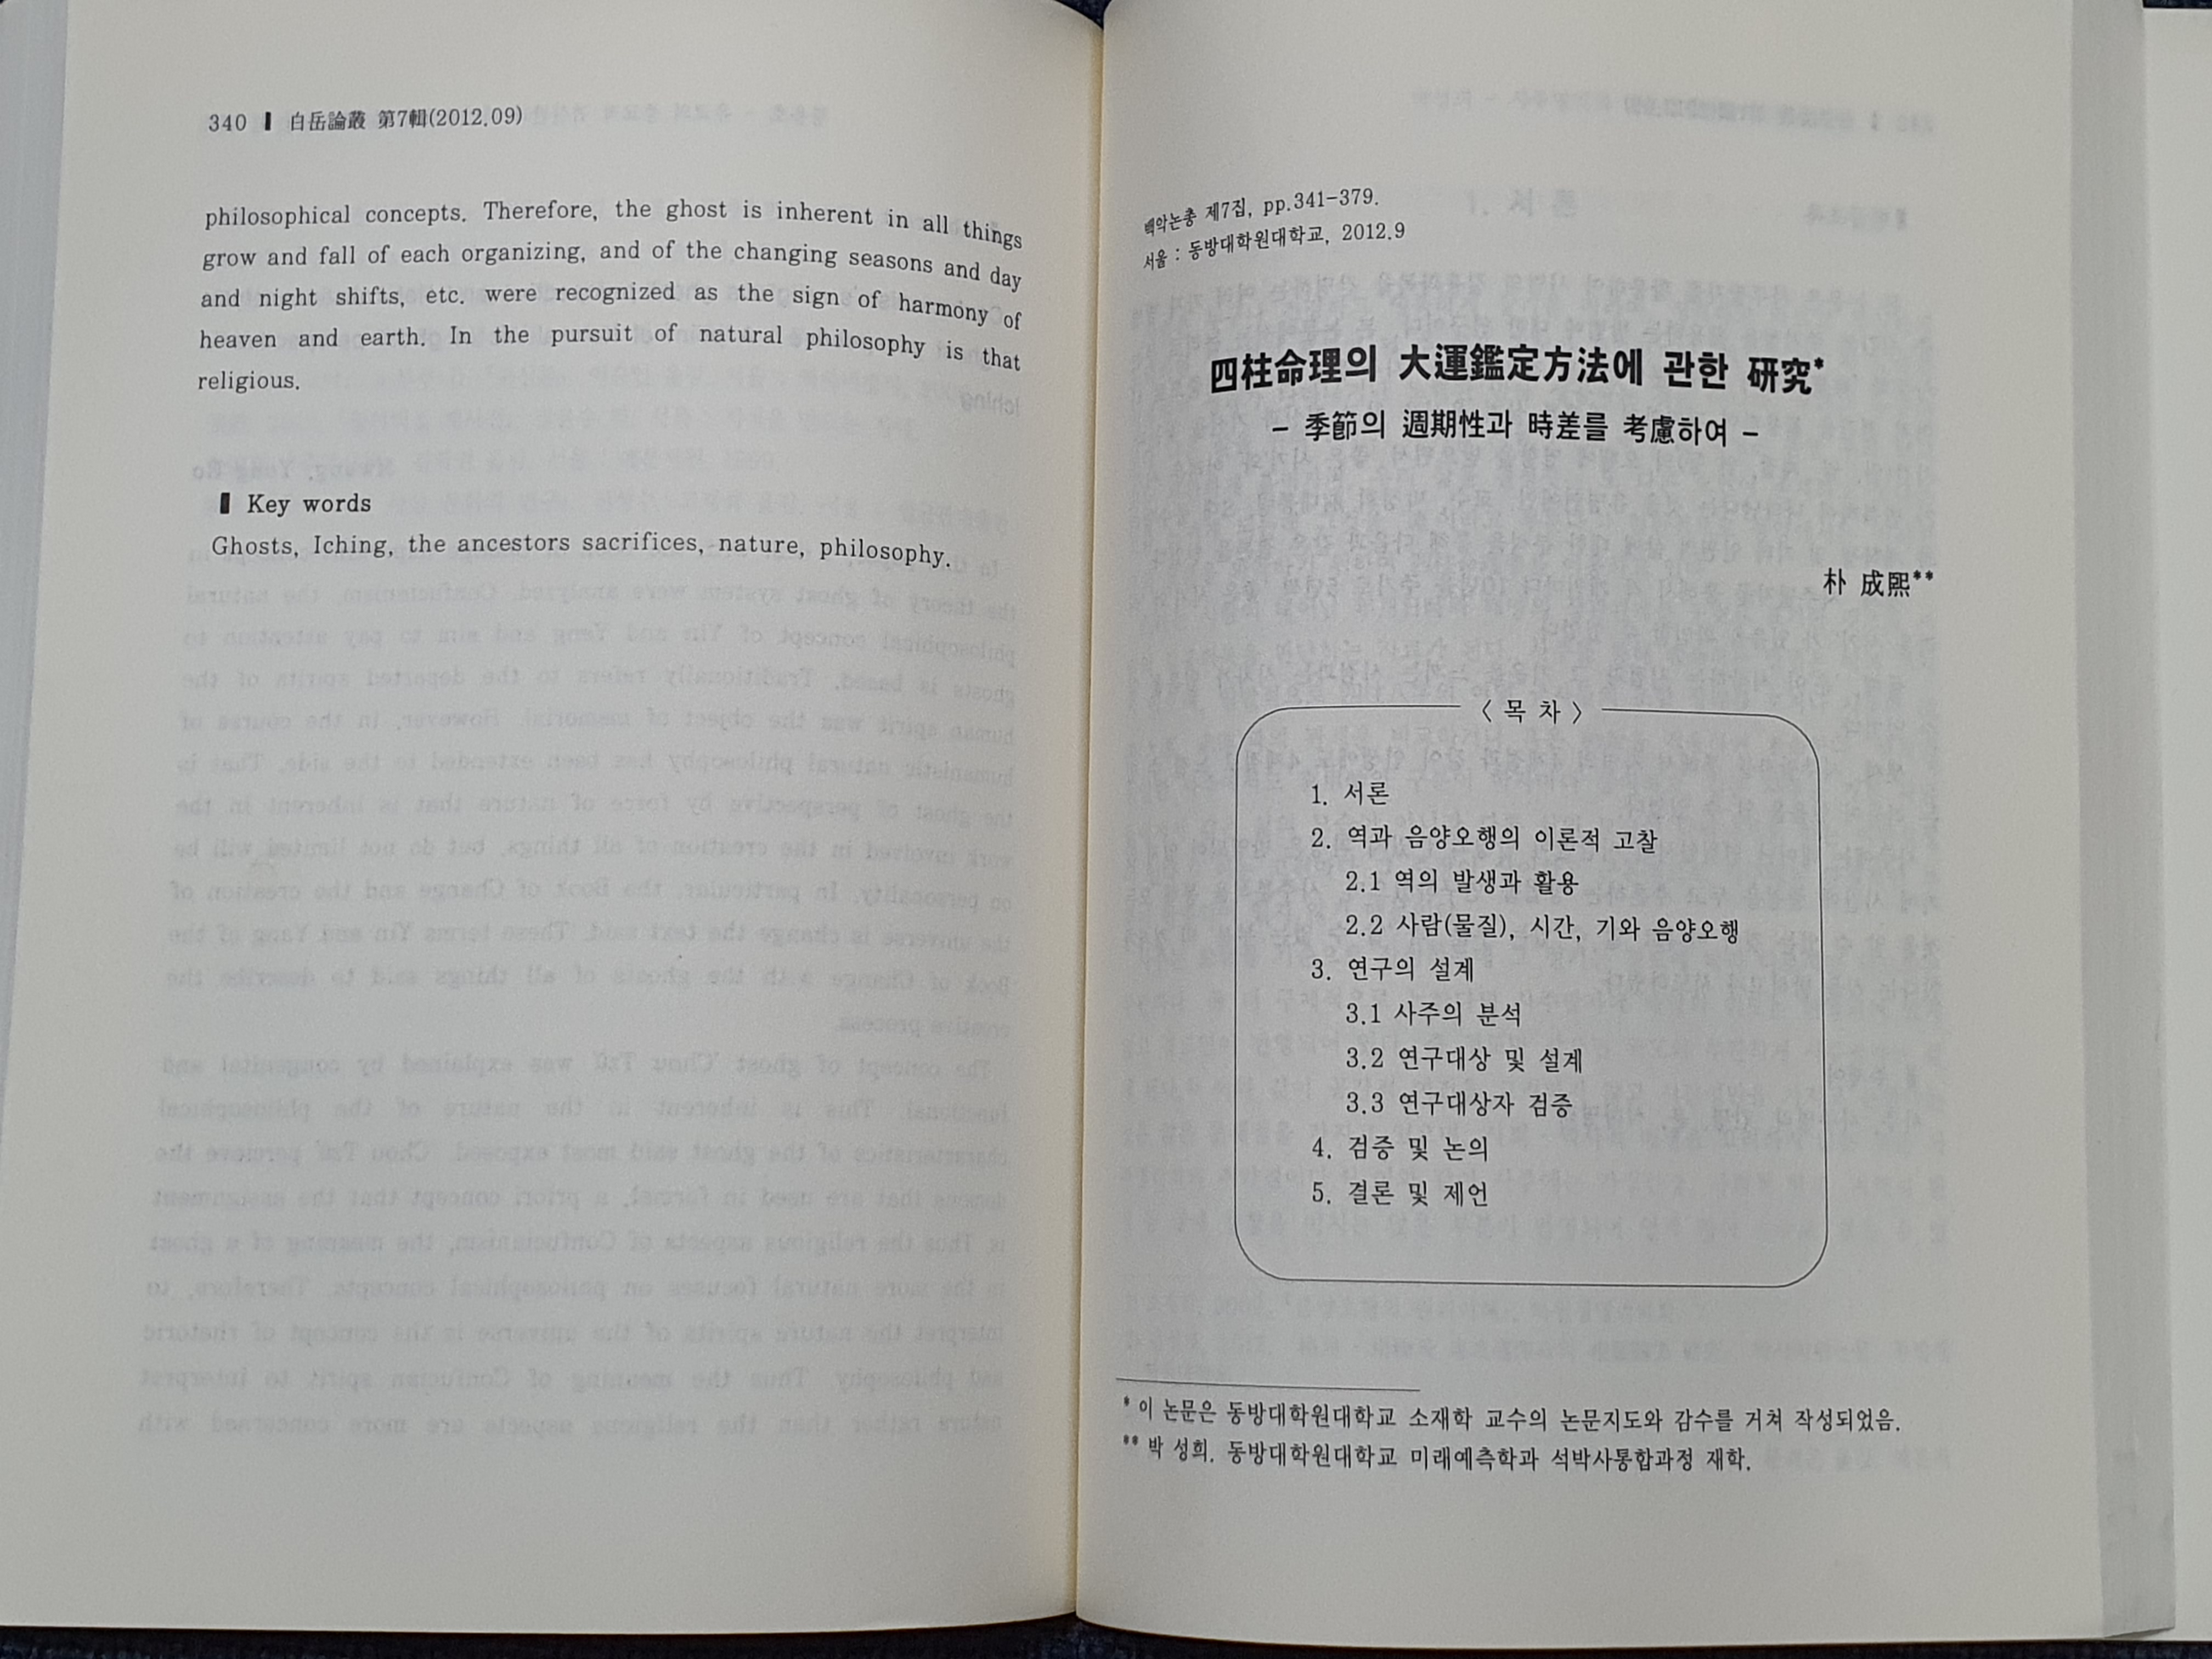 340 ▌ 白岳論叢 第7輯(2012.09)
philosophical concepts. Therefore, the ghost is inherent in all things
grow and fall of each organizing, and of the changing seasons and day
and night shifts, etc. were recognized as the sign of harmony of
heaven and earth. In the pursuit of natural philosophy is that
religious.
▌ Key words
Ghosts, Iching, the ancestors sacrifices, nature, philosophy.
백악논총 제7집, pp.341-379.
서울 : 동방대학원대학교, 2012.9
四柱命理의 大運鑑定方法에 관한 研究*
- 季節의 週期性과 時差를 考慮하여 -
朴 成熙**
〈 목 차 〉
1. 서론
2. 역과 음양오행의 이론적 고찰
2.1 역의 발생과 활용
2.2 사람(물질), 시간, 기와 음양오행
3. 연구의 설계
3.1 사주의 분석
3.2 연구대상 및 설계
3.3 연구대상자 검증
4. 검증 및 논의
5. 결론 및 제언
* 이 논문은 동방대학원대학교 소재학 교수의 논문지도와 감수를 거쳐 작성되었음.
** 박 성희. 동방대학원대학교 미래예측학과 석박사통합과정 재학.